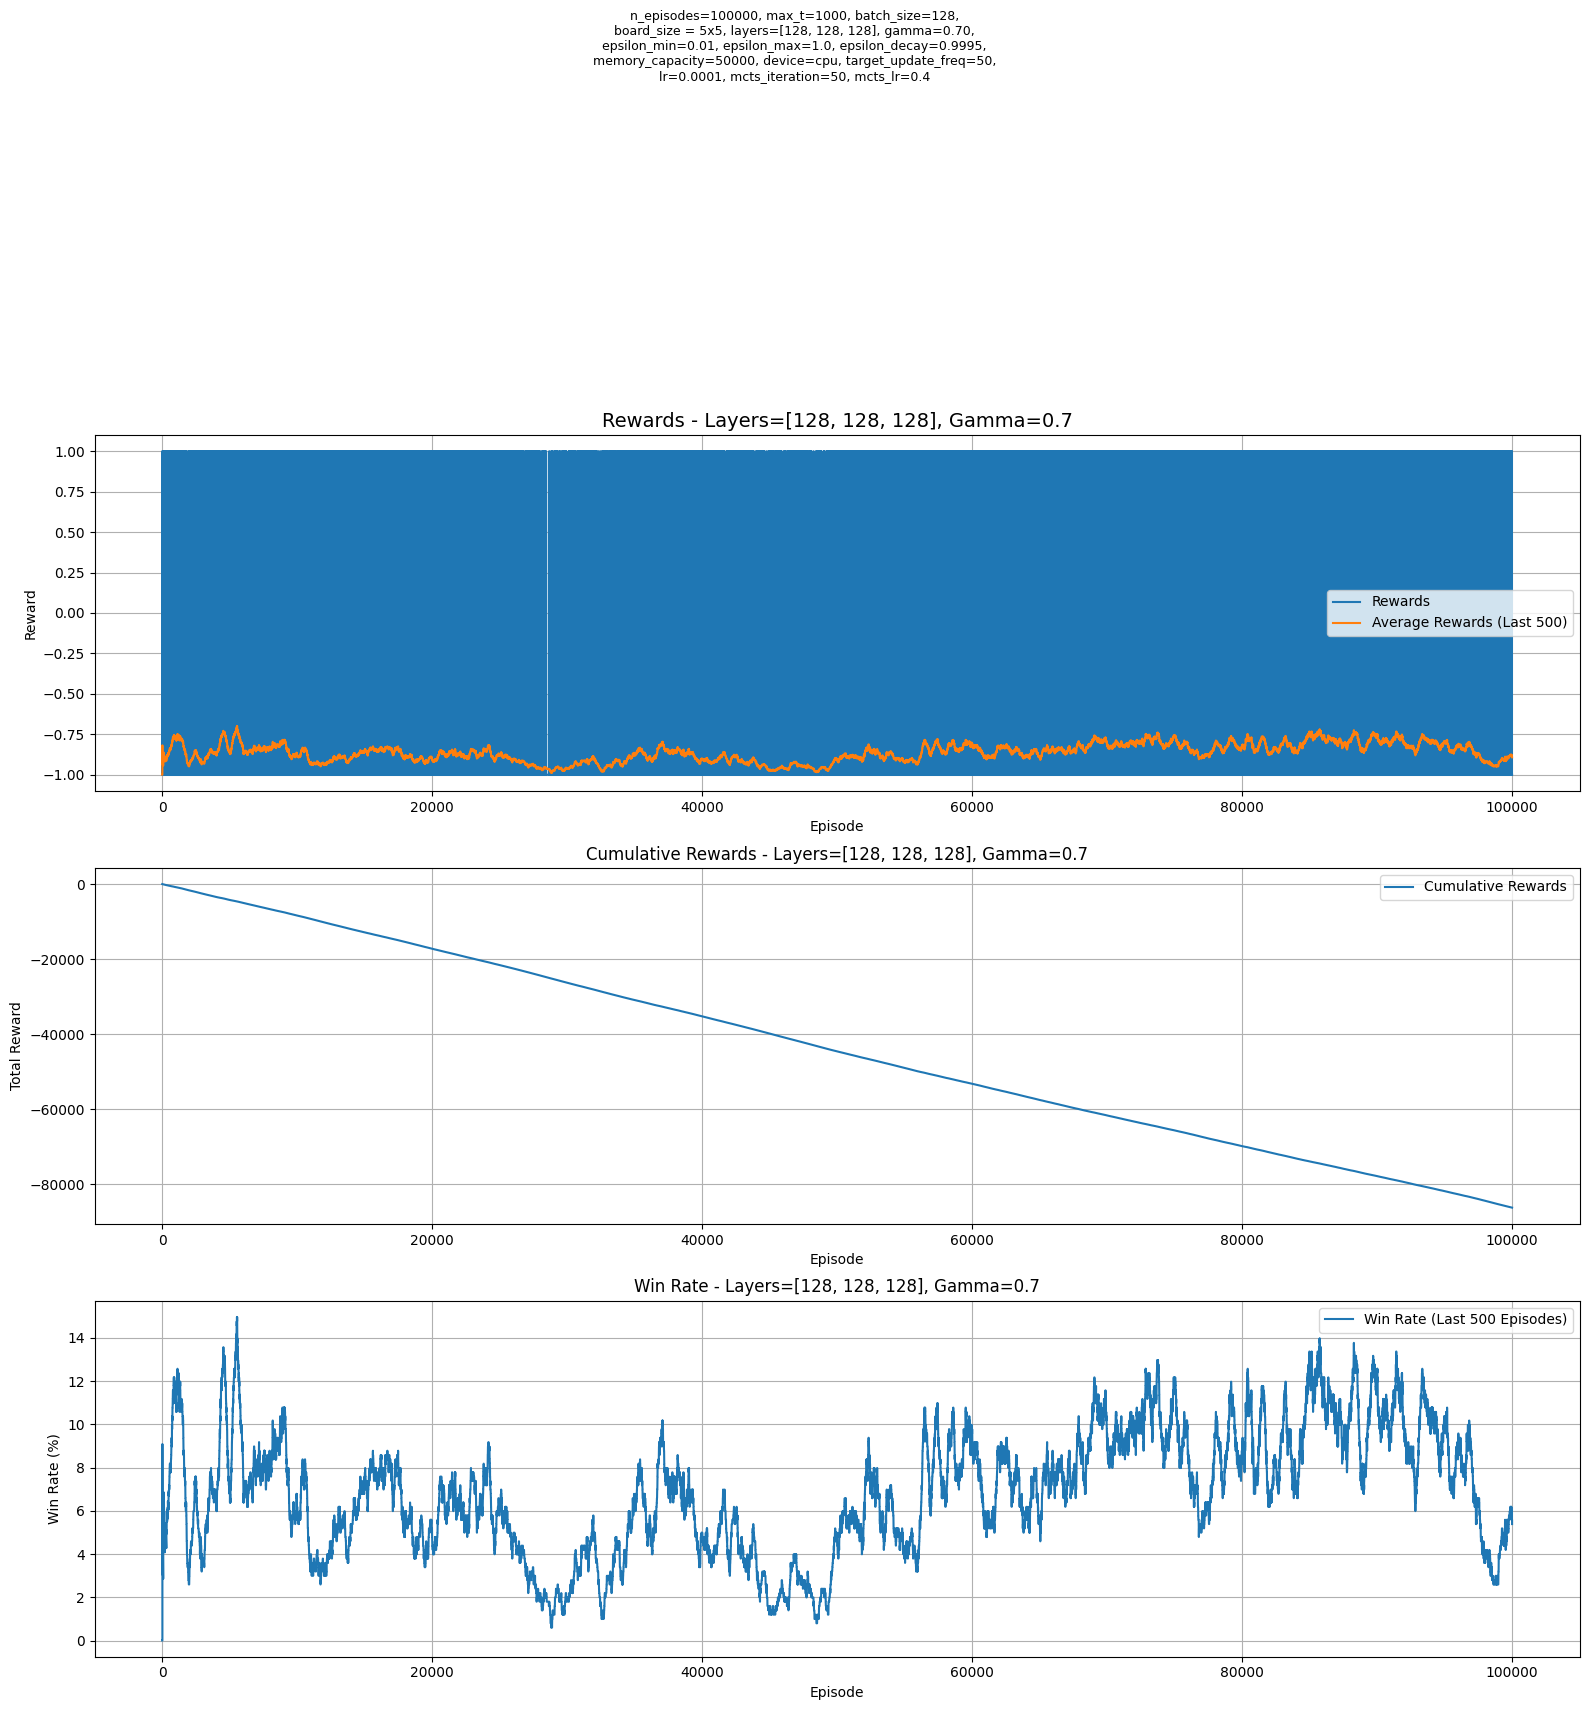 n_episodes=100000, max_t=1000, batch_size=128,
board_size = 5x5, layers=[128, 128, 128], gamma=0.70,
epsilon_min=0.01, epsilon_max=1.0, epsilon_decay=0.9995,
memory_capacity=50000, device=cpu, target_update_freq=50,
lr=0.0001, mcts_iteration=50, mcts_lr=0.4
Rewards - Layers=[128, 128, 128], Gamma=0.7
1.00
0.75
0.50
0.25
0.00
−0.25
−0.50
−0.75
−1.00
Reward
Rewards
Average Rewards (Last 500)
0
20000
40000
60000
80000
100000
Episode
Cumulative Rewards - Layers=[128, 128, 128], Gamma=0.7
0
−20000
−40000
−60000
−80000
Total Reward
Cumulative Rewards
0
20000
40000
60000
80000
100000
Episode
Win Rate - Layers=[128, 128, 128], Gamma=0.7
14
12
10
8
6
4
2
0
Win Rate (%)
Win Rate (Last 500 Episodes)
0
20000
40000
60000
80000
100000
Episode